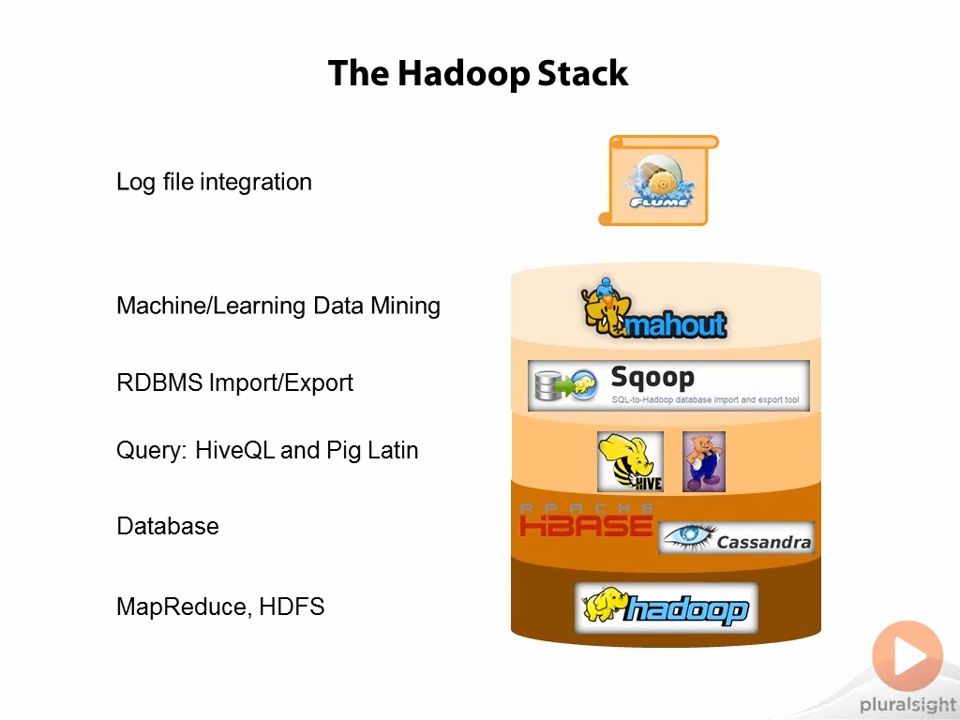 The Hadoop Stack
Log file integration
FLUME
Machine/Learning Data Mining
mahout
RDBMS Import/Export
Sqoop
SQL-to-Hadoop database import and export tool
Query: HiveQL and Pig Latin
HIVE
Database
APACHE
HBASE
Cassandra
MapReduce, HDFS
hadoop
pluralsight